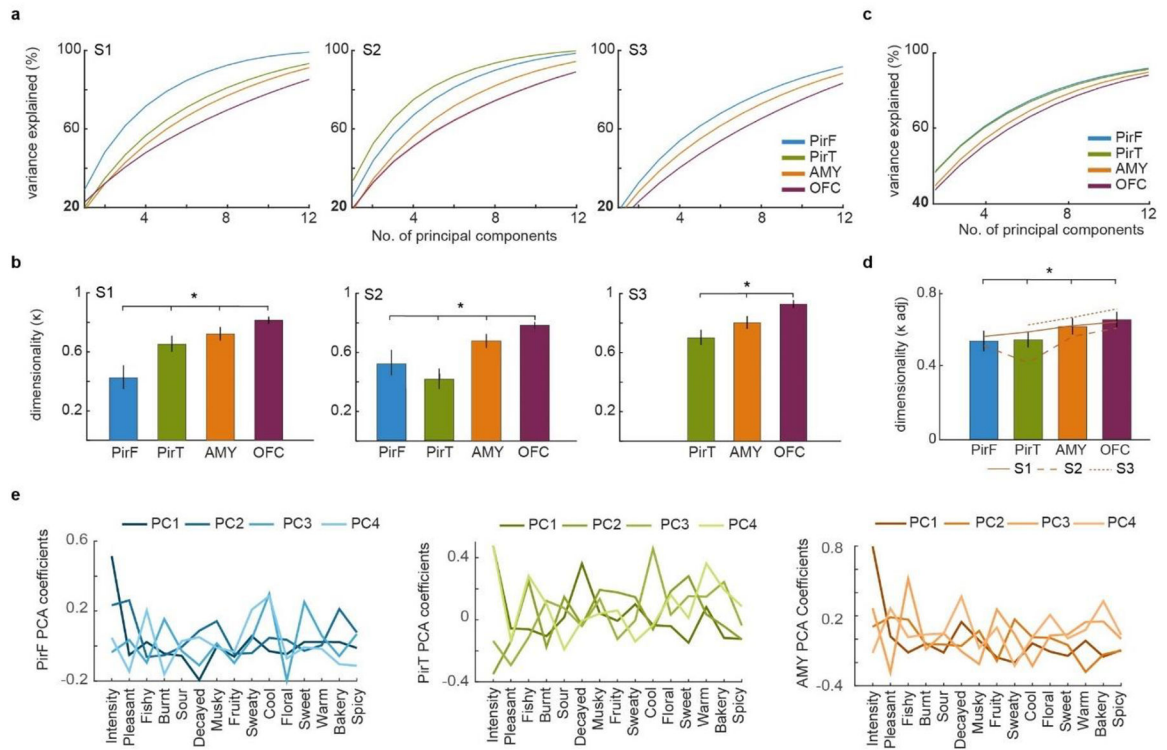 a
c
variance explained (%)
100
60
20
S1
4
8
12
100
60
20
S2
4
8
12
No. of principal components
100
60
20
S3
PirF
PirT
AMY
OFC
4
8
12
variance explained (%)
100
80
60
40
PirF
PirT
AMY
OFC
4
8
12
No. of principal components
b
d
dimensionality (κ)
1
0.6
0.2
S1
*
PirF PirT AMY OFC
1
0.6
0.2
S2
*
PirF PirT AMY OFC
1
0.6
0.2
S3
*
PirT AMY OFC
dimensionality (κ adj)
0.8
0.4
0
*
PirF PirT AMY OFC
S1 S2 S3
e
PC1 PC2 PC3 PC4
PirF PCA coefficients
0.6
0.2
-0.2
Intensity
Pleasant
Fishy
Burnt
Sour
Decayed
Musky
Fruity
Sweaty
Cool
Floral
Sweet
Warm
Bakery
Spicy
PC1 PC2 PC3 PC4
PirT PCA coefficients
0.4
0
-0.4
Intensity
Pleasant
Fishy
Burnt
Sour
Decayed
Musky
Fruity
Sweaty
Cool
Floral
Sweet
Warm
Bakery
Spicy
PC1 PC2 PC3 PC4
AMY PCA Coefficients
0.8
0.2
-0.4
Intensity
Pleasant
Fishy
Burnt
Sour
Decayed
Musky
Fruity
Sweaty
Cool
Floral
Sweet
Warm
Bakery
Spicy